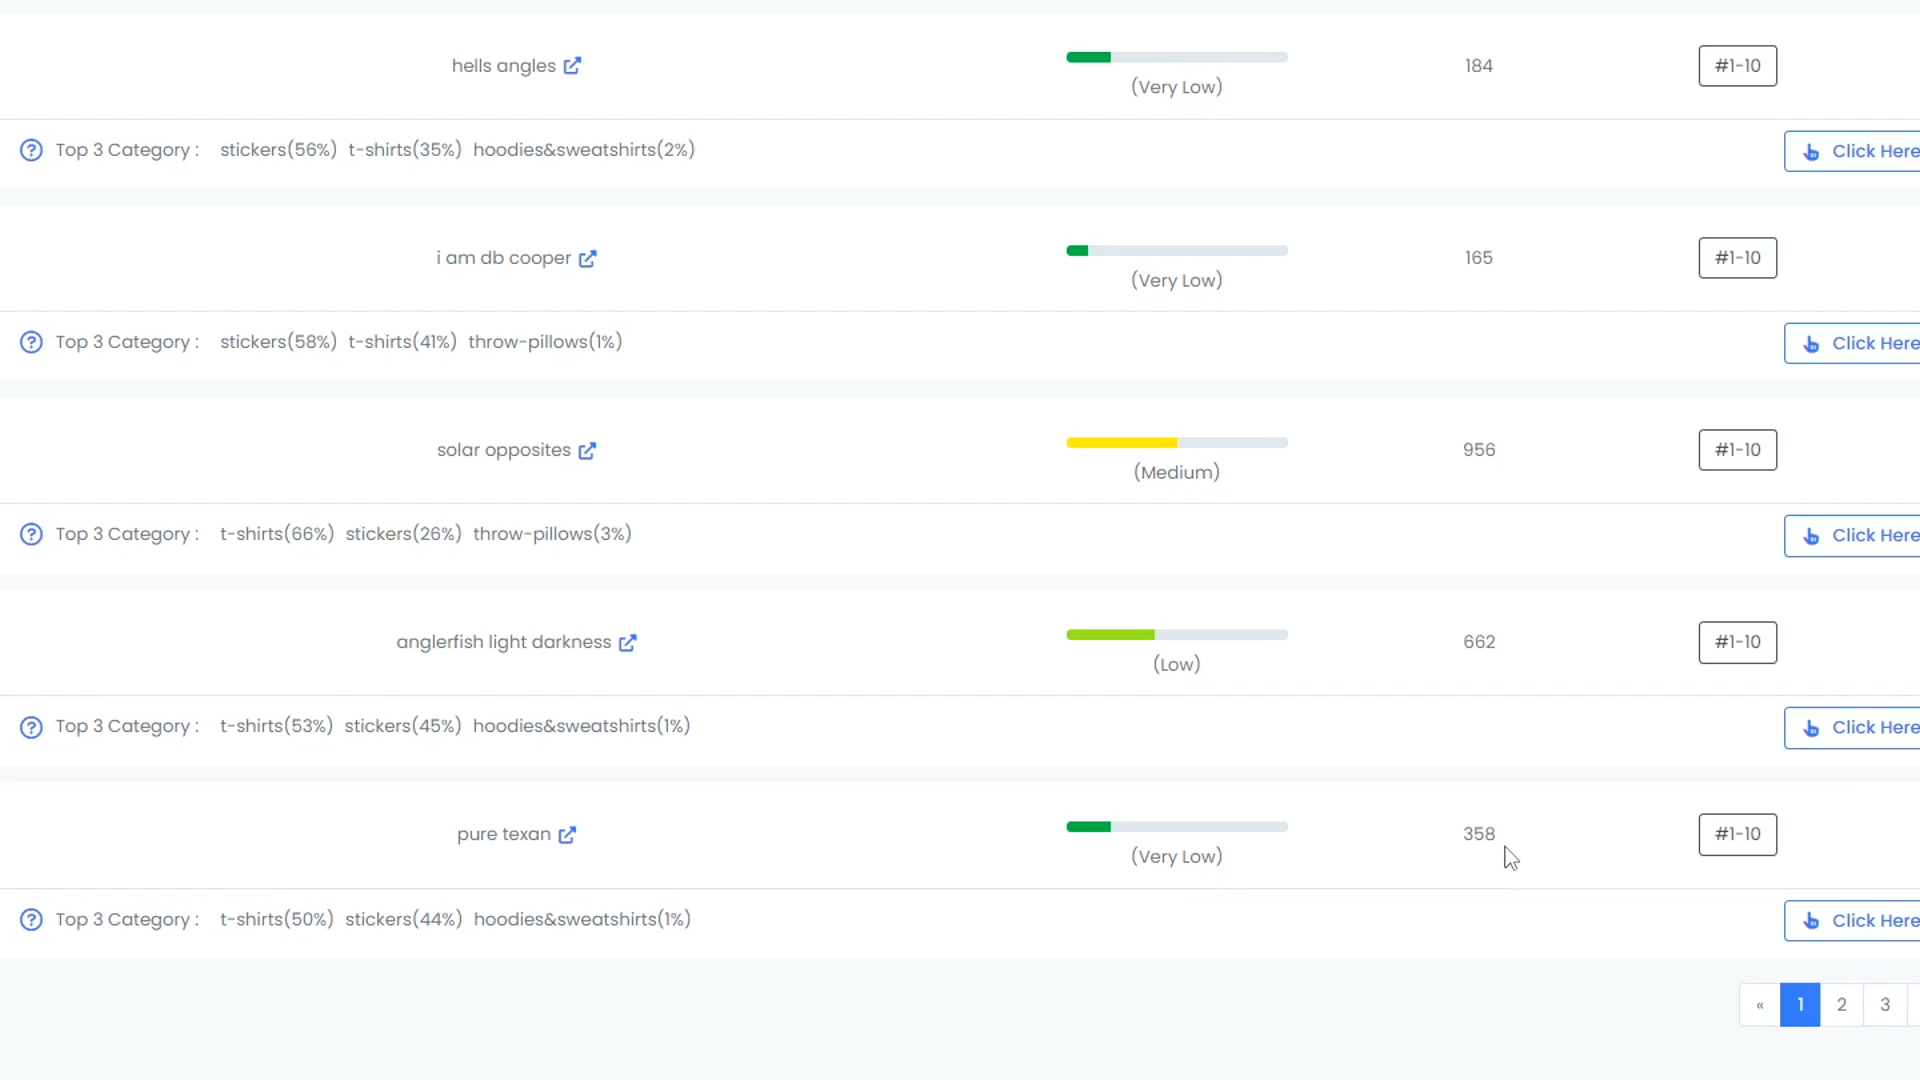 hells angles
(Very Low)
184
#1-10
Top 3 Category : stickers(56%) t-shirts(35%) hoodies&sweatshirts(2%)
Click Here
i am db cooper
(Very Low)
165
#1-10
Top 3 Category : stickers(58%) t-shirts(41%) throw-pillows(1%)
Click Here
solar opposites
(Medium)
956
#1-10
Top 3 Category : t-shirts(66%) stickers(26%) throw-pillows(3%)
Click Here
anglerfish light darkness
(Low)
662
#1-10
Top 3 Category : t-shirts(53%) stickers(45%) hoodies&sweatshirts(1%)
Click Here
pure texan
(Very Low)
358
#1-10
Top 3 Category : t-shirts(50%) stickers(44%) hoodies&sweatshirts(1%)
Click Here
« 1 2 3